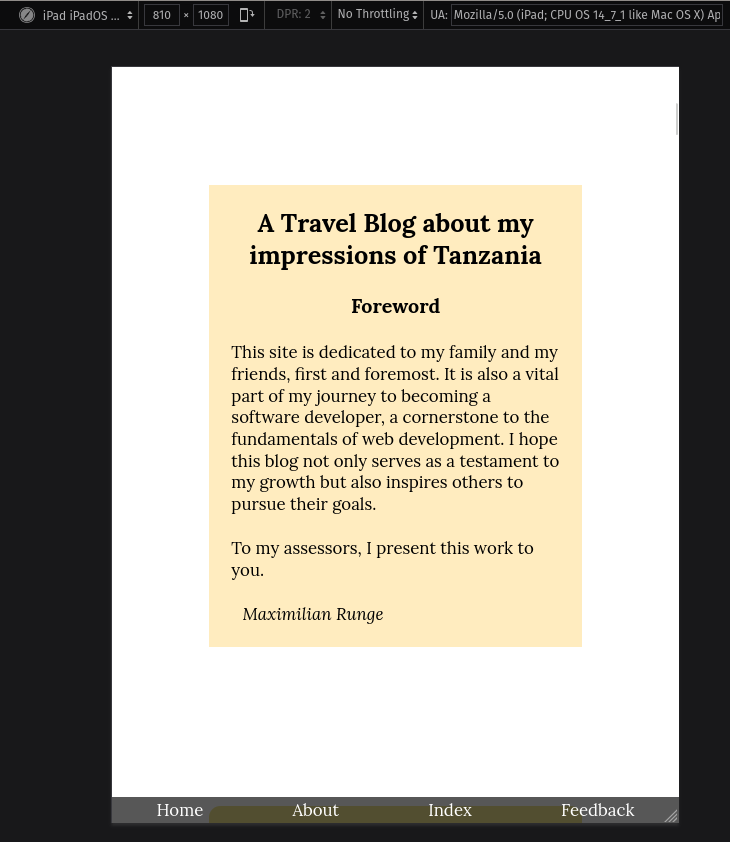 iPad iPadOS ... 810 × 1080 DPR: 2 No Throttling UA: Mozilla/5.0 (iPad; CPU OS 14_7_1 like Mac OS X) Ap
A Travel Blog about my
impressions of Tanzania
Foreword
This site is dedicated to my family and my
friends, first and foremost. It is also a vital
part of my journey to becoming a
software developer, a cornerstone to the
fundamentals of web development. I hope
this blog not only serves as a testament to
my growth but also inspires others to
pursue their goals.
To my assessors, I present this work to
you.
Maximilian Runge
Home About Index Feedback